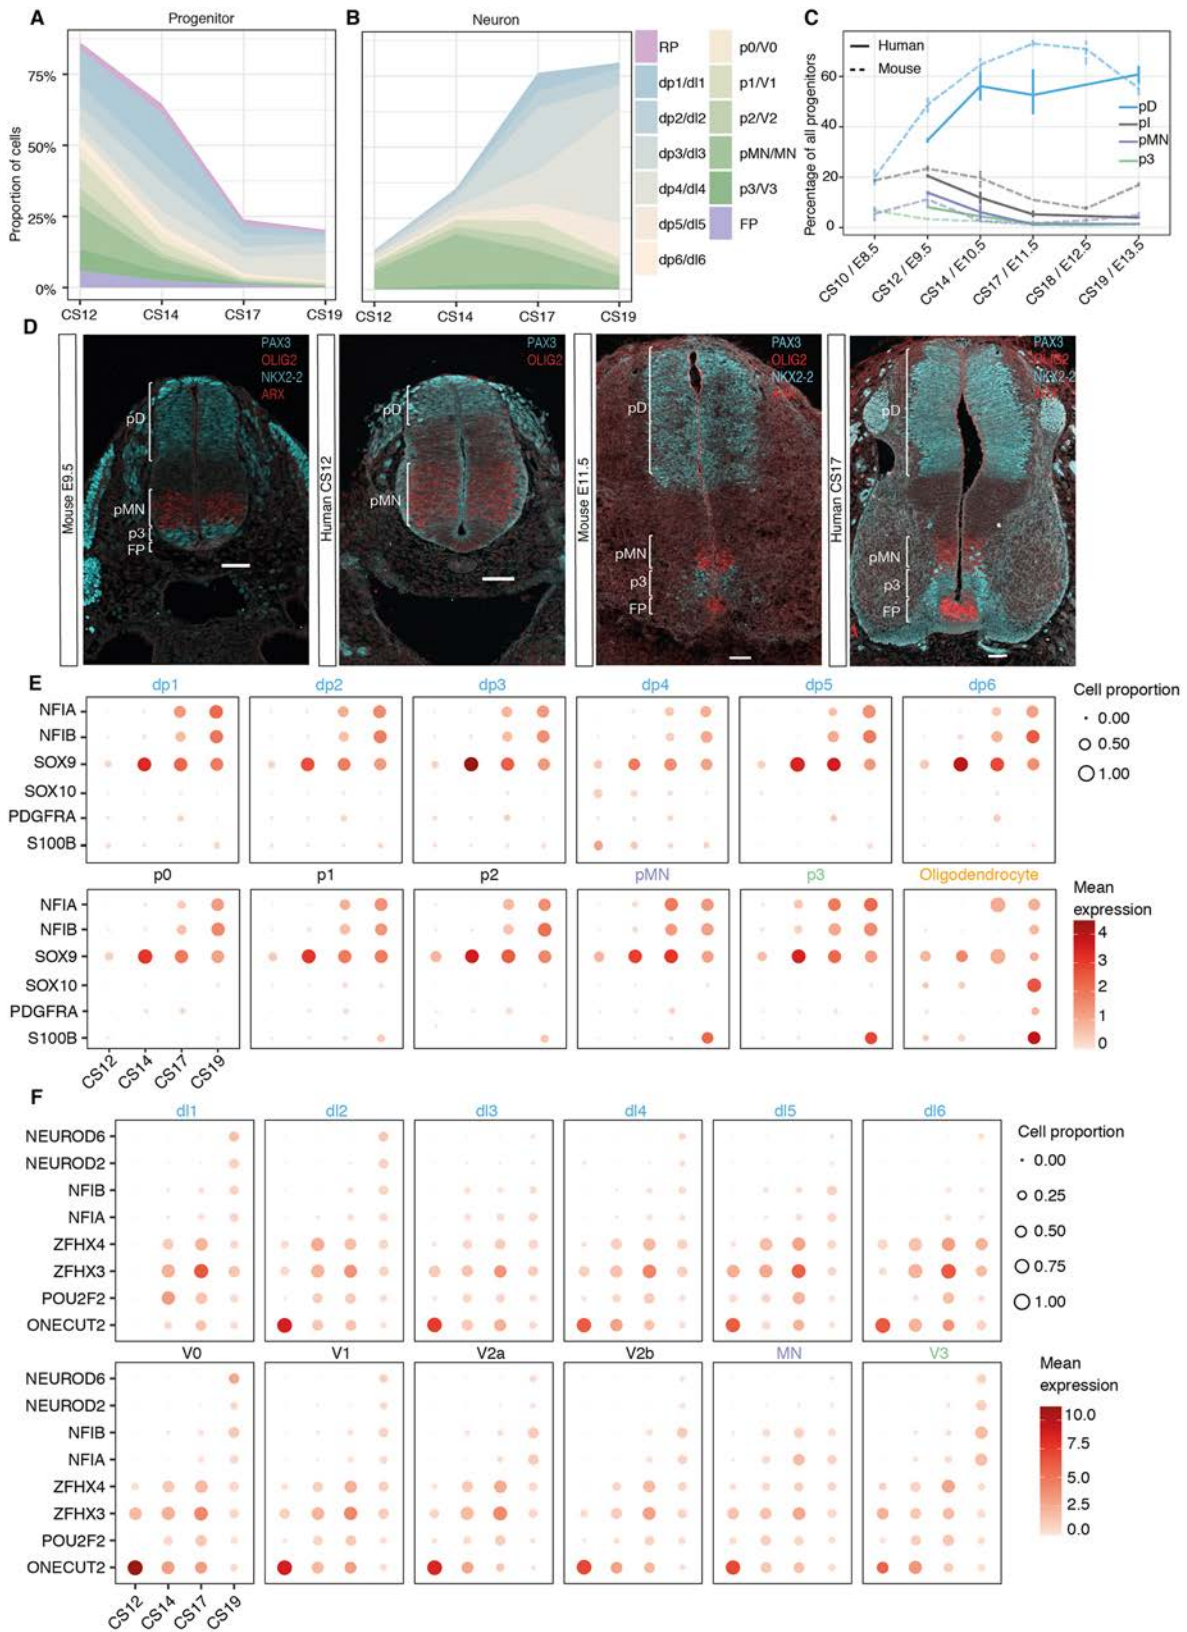 A
Progenitor
B
Neuron
C
Proportion of cells
75%
50%
25%
0%
CS12
CS14
CS17
CS19
CS12
CS14
CS17
CS19
RP
dp1/dI1
dp2/dI2
dp3/dI3
dp4/dI4
dp5/dI5
dp6/dI6
p0/V0
p1/V1
p2/V2
pMN/MN
p3/V3
FP
Percentage of all progenitors
60
40
20
0
Human
Mouse
pD
pI
pMN
p3
CS10 / E8.5
CS12 / E9.5
CS14 / E10.5
CS17 / E11.5
CS18 / E12.5
CS19 / E13.5
D
Mouse E9.5
PAX3
OLIG2
NKX2-2
ARX
pD
pMN
p3
FP
Human CS12
PAX3
OLIG2
pD
pMN
Mouse E11.5
PAX3
OLIG2
NKX2-2
pD
pMN
p3
FP
Human CS17
PAX3
OLIG2
NKX2-2
pD
pMN
p3
FP
E
dp1
dp2
dp3
dp4
dp5
dp6
NFIA
NFIB
SOX9
SOX10
PDGFRA
S100B
Cell proportion
0.00
0.50
1.00
p0
p1
p2
pMN
p3
Oligodendrocyte
NFIA
NFIB
SOX9
SOX10
PDGFRA
S100B
CS12
CS14
CS17
CS19
Mean
expression
4
3
2
1
0
F
dI1
dI2
dI3
dI4
dI5
dI6
NEUROD6
NEUROD2
NFIB
NFIA
ZFHX4
ZFHX3
POU2F2
ONECUT2
Cell proportion
0.00
0.25
0.50
0.75
1.00
V0
V1
V2a
V2b
MN
V3
NEUROD6
NEUROD2
NFIB
NFIA
ZFHX4
ZFHX3
POU2F2
ONECUT2
CS12
CS14
CS17
CS19
Mean
expression
10.0
7.5
5.0
2.5
0.0